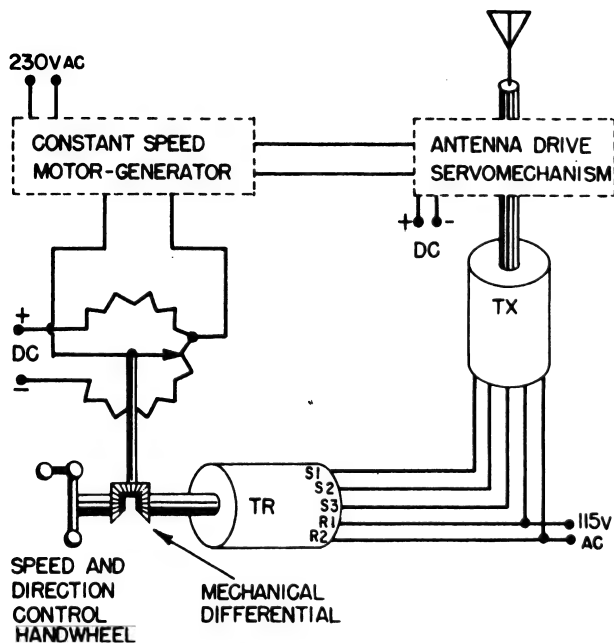 230VAC
CONSTANT SPEED
MOTOR-GENERATOR
ANTENNA DRIVE
SERVOMECHANISM
+ -
DC
TX
+
DC
-
S1
S2
S3
R1
R2
TR
115V
AC
SPEED AND
DIRECTION
CONTROL
HANDWHEEL
MECHANICAL
DIFFERENTIAL